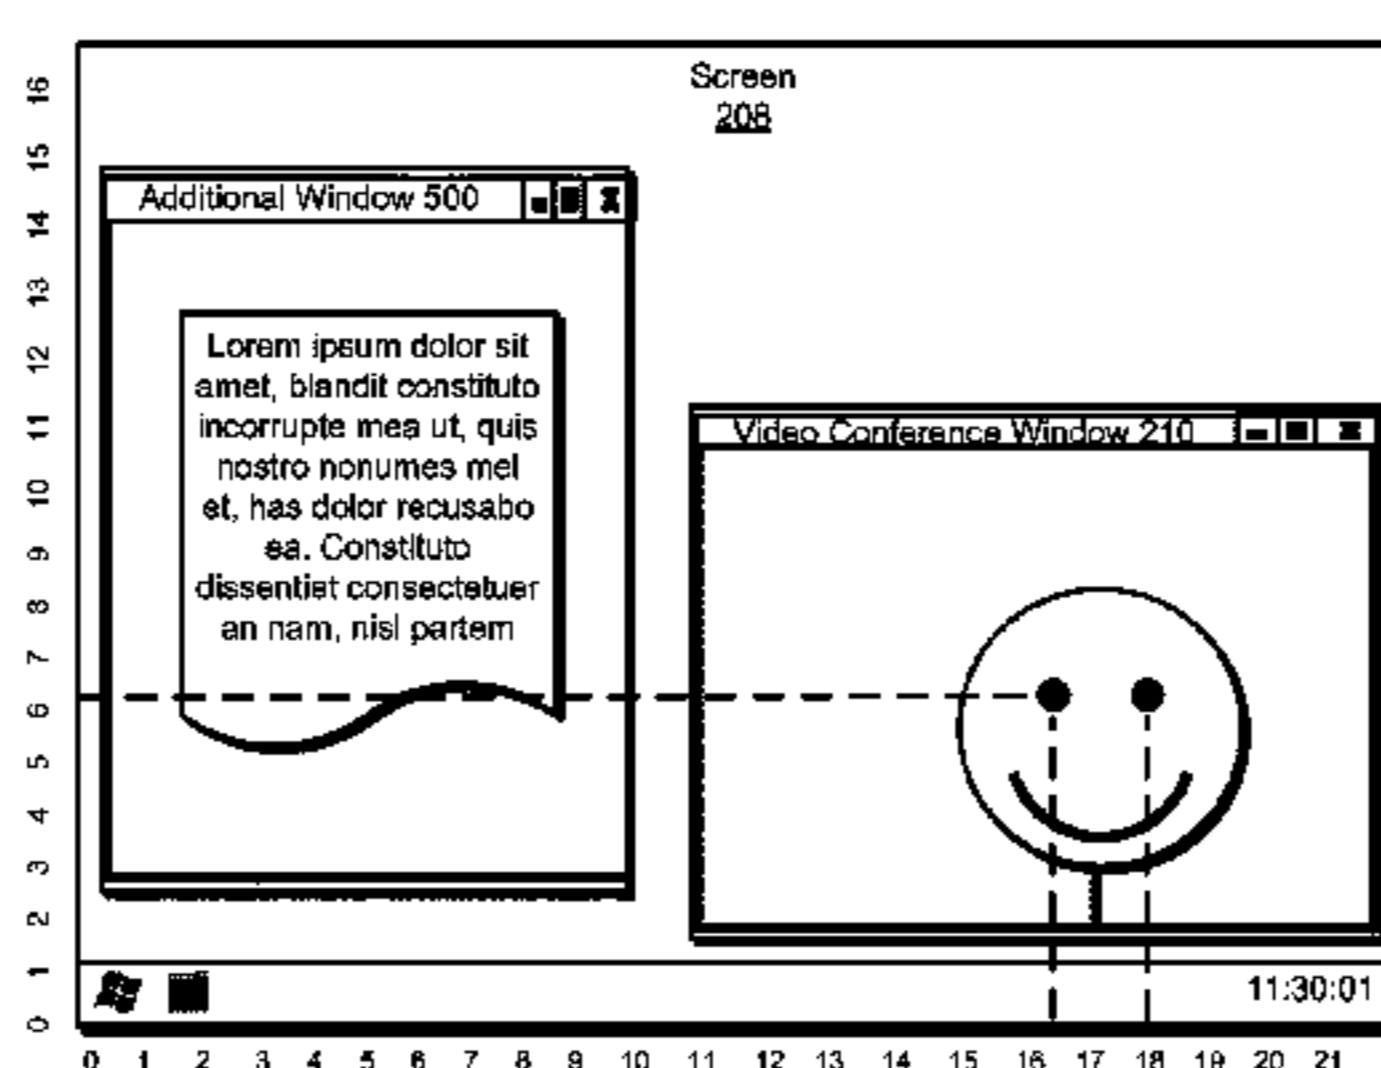 Screen
208
Additional Window 500
Lorem ipsum dolor sit
amet, blandit constituto
incorrupte mea ut, quis
nostro nonumes mel
et, has dolor recusabo
ea. Constituto
dissentiet consectetuer
an nam, nisl partem
Video Conference Window 210
11:30:01
16
15
14
13
12
11
10
9
8
7
6
5
4
3
2
1
0
0 1 2 3 4 5 6 7 8 9 10 11 12 13 14 15 16 17 18 19 20 21